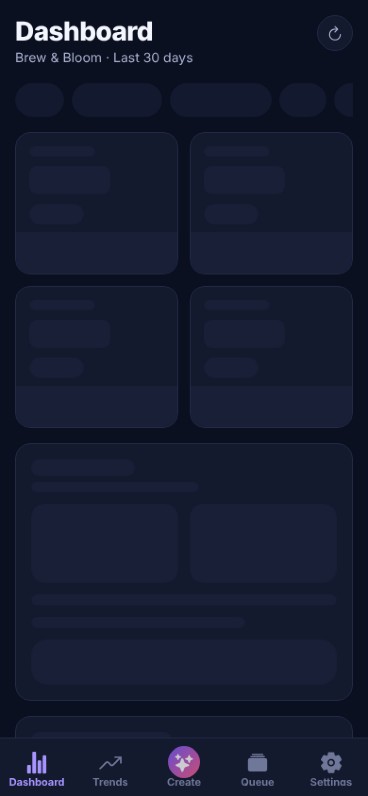 Dashboard
Brew & Bloom · Last 30 days
Dashboard
Trends
Create
Queue
Settings